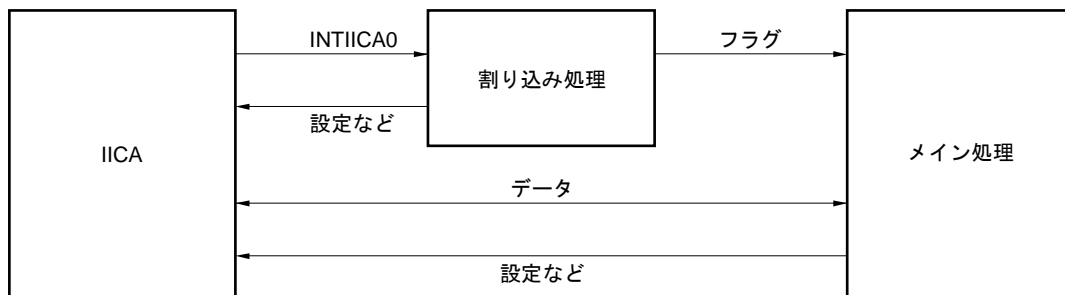 INTIICA0
フラグ
割り込み処理
設定など
IICA
メイン処理
データ
設定など